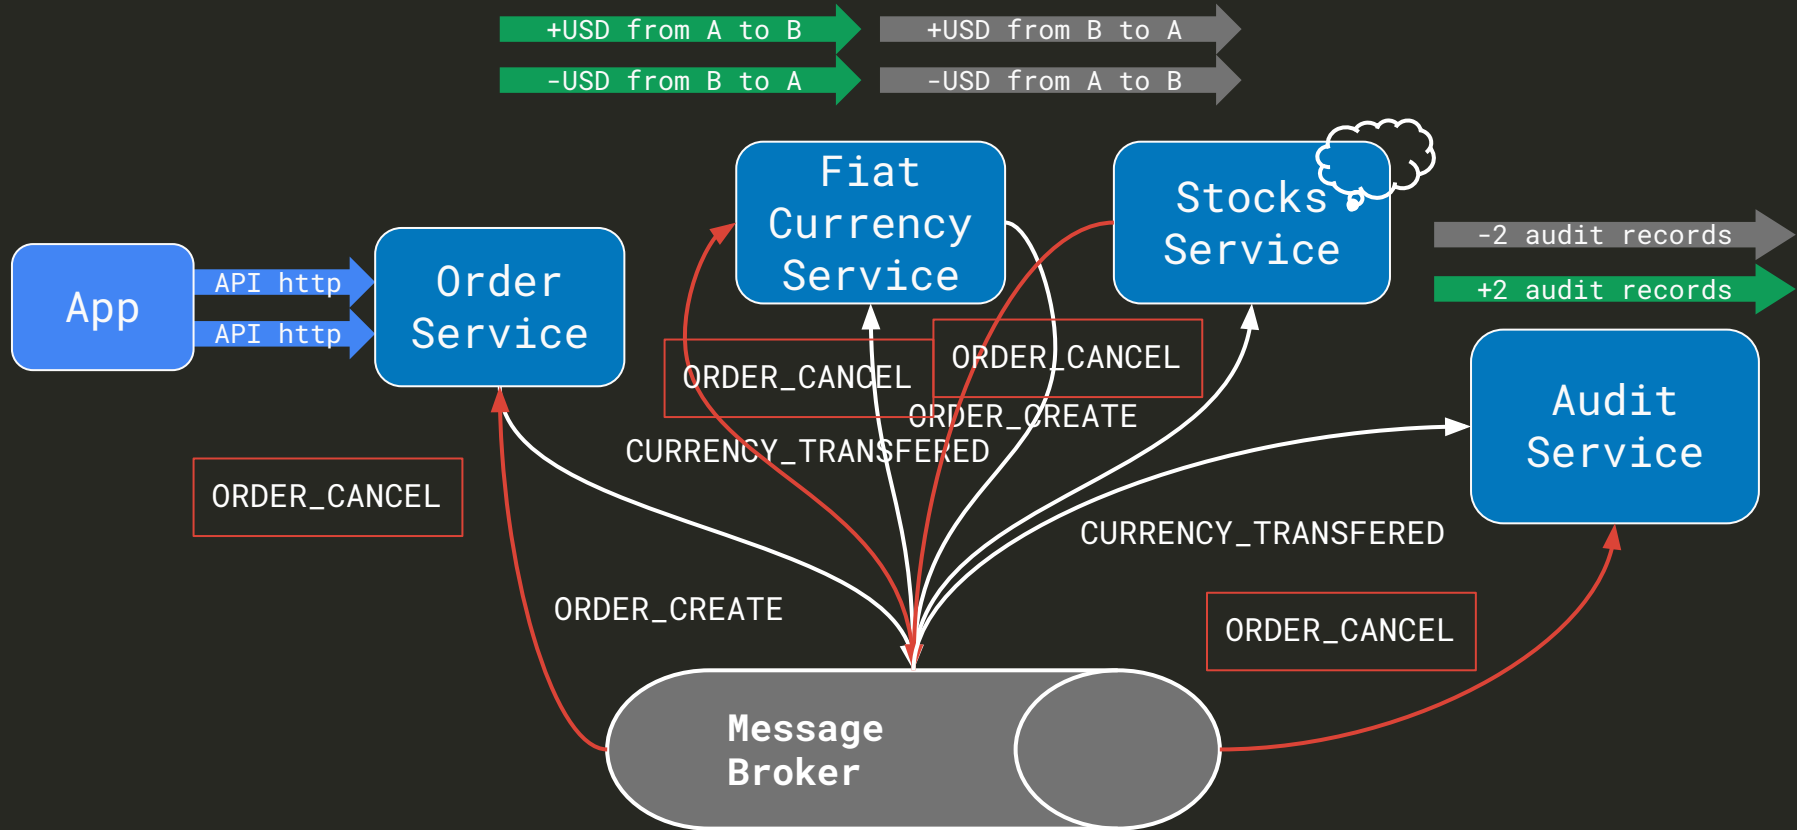 +USD from A to B
+USD from B to A
-USD from B to A
-USD from A to B
Fiat
Currency
Service
Stocks
Service
-2 audit records
+2 audit records
App
API http
API http
Order
Service
ORDER_CANCEL
ORDER_CANCEL
ORDER_CREATE
CURRENCY_TRANSFERED
Audit
Service
ORDER_CANCEL
CURRENCY_TRANSFERED
ORDER_CREATE
ORDER_CANCEL
Message
Broker